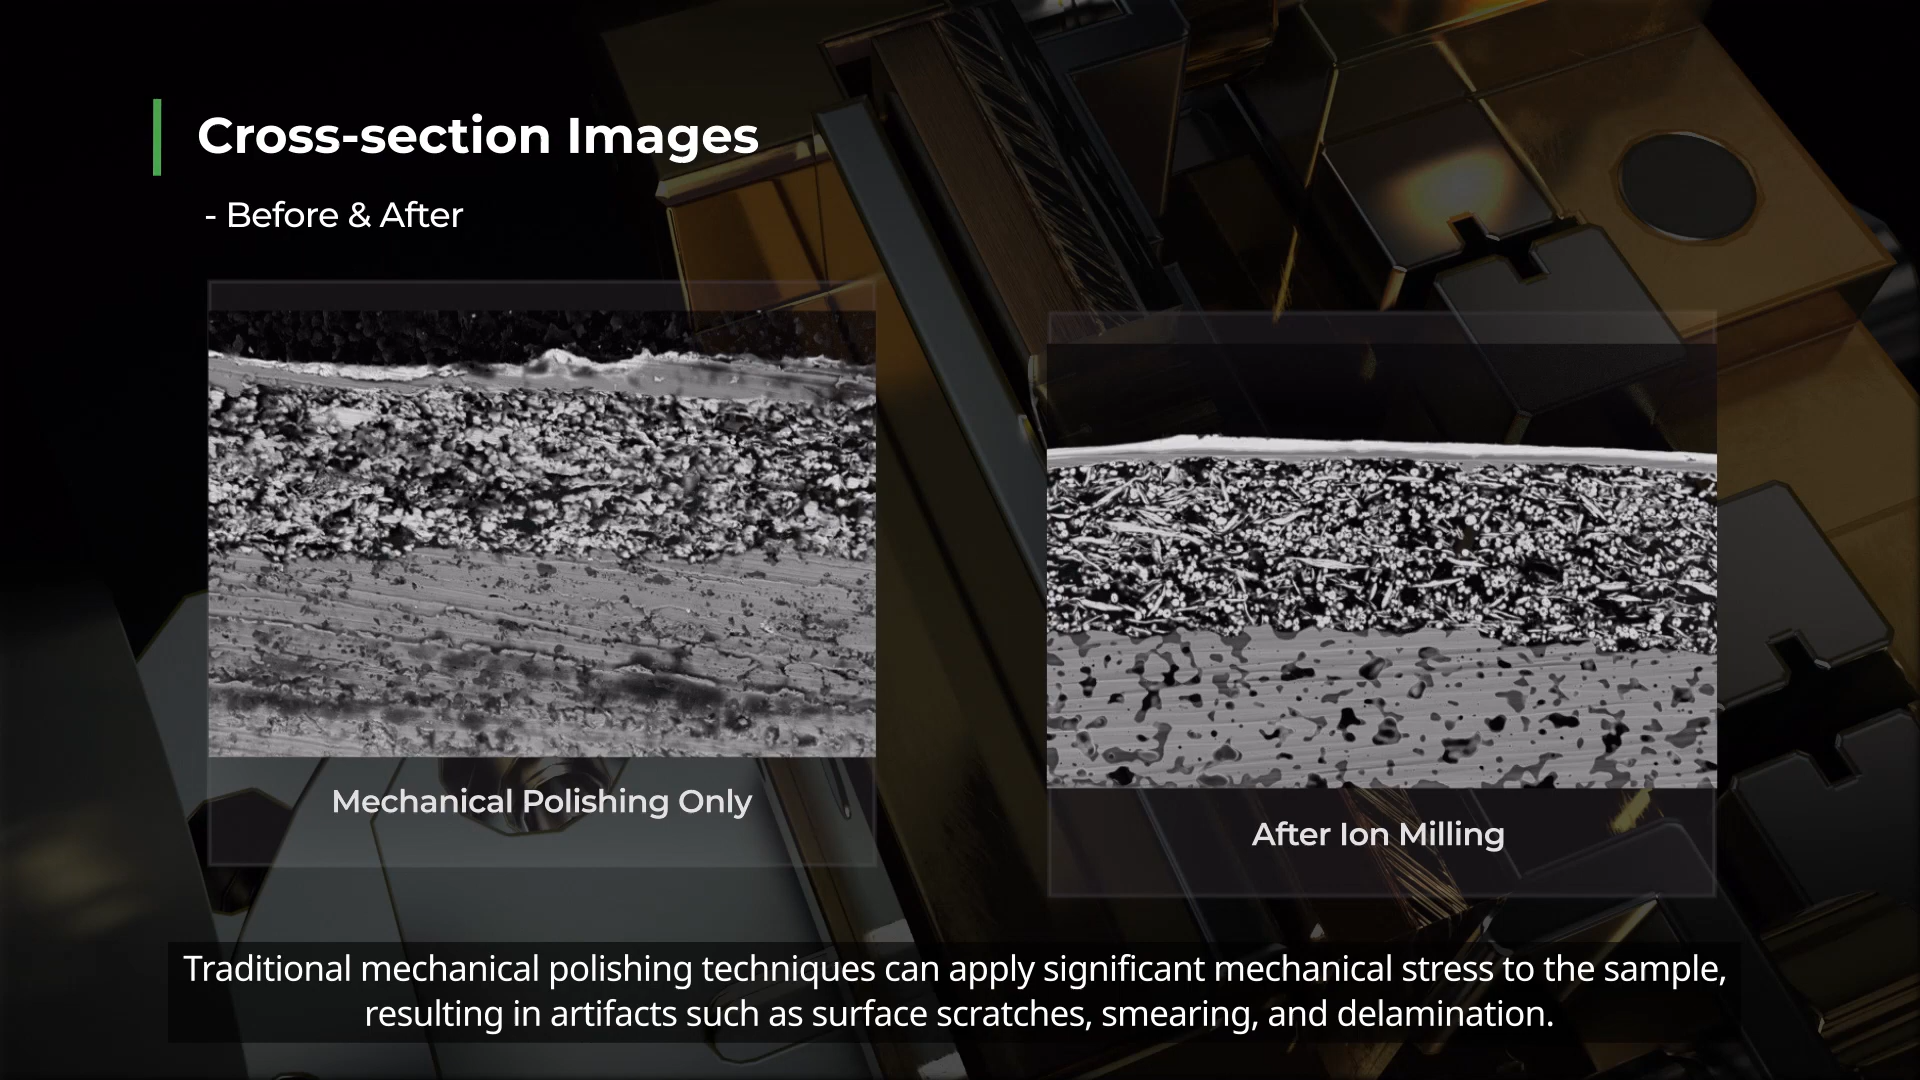 Cross-section Images
- Before & After
Mechanical Polishing Only
After Ion Milling
Traditional mechanical polishing techniques can apply significant mechanical stress to the sample,
resulting in artifacts such as surface scratches, smearing, and delamination.